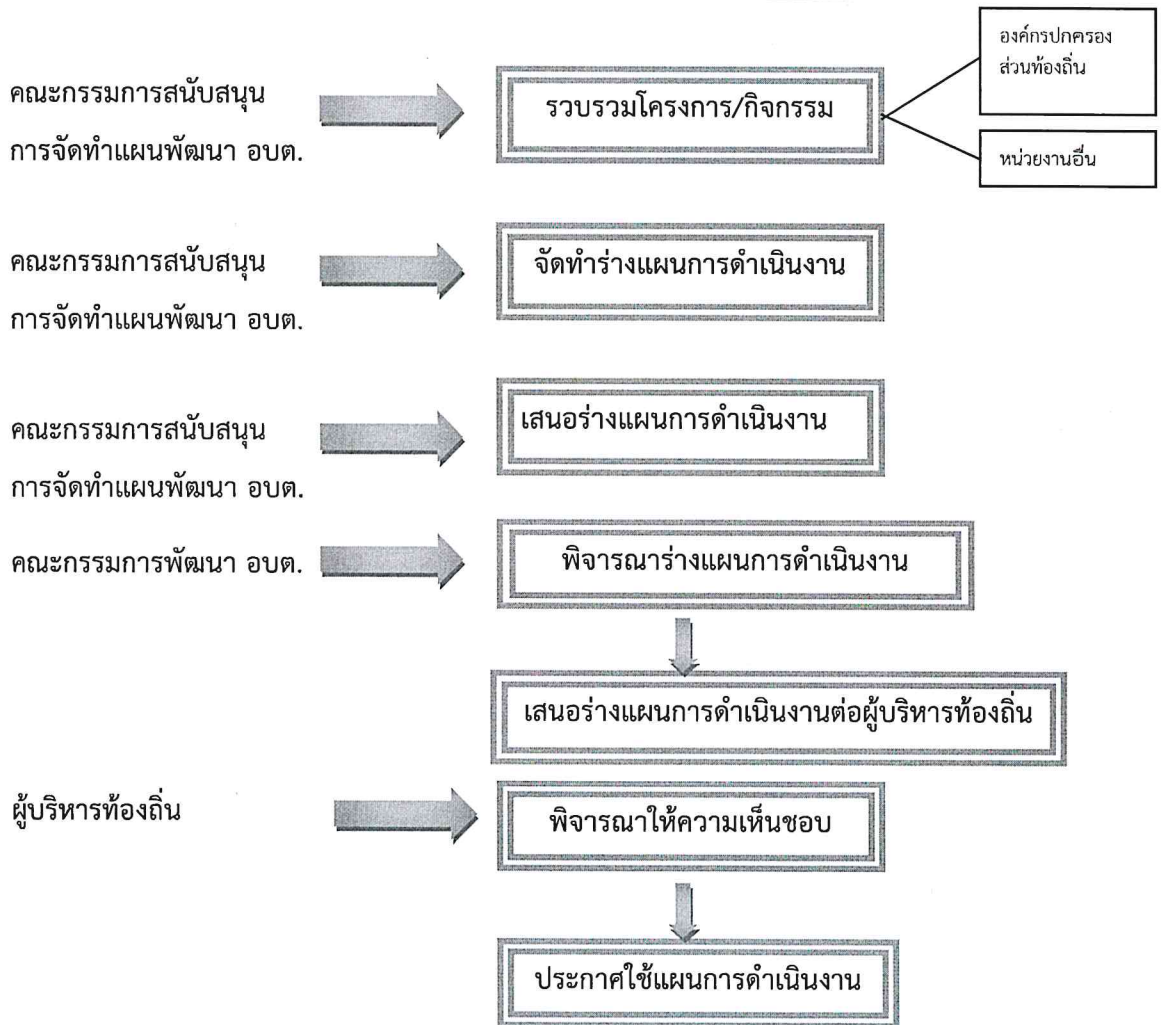 องค์กรปกครอง
ส่วนท้องถิ่น
คณะกรรมการสนับสนุน
การจัดทำแผนพัฒนา อบต.
รวบรวมโครงการ/กิจกรรม
หน่วยงานอื่น
คณะกรรมการสนับสนุน
การจัดทำแผนพัฒนา อบต.
จัดทำร่างแผนการดำเนินงาน
คณะกรรมการสนับสนุน
การจัดทำแผนพัฒนา อบต.
เสนอร่างแผนการดำเนินงาน
คณะกรรมการพัฒนา อบต.
พิจารณาร่างแผนการดำเนินงาน
เสนอร่างแผนการดำเนินงานต่อผู้บริหารท้องถิ่น
ผู้บริหารท้องถิ่น
พิจารณาให้ความเห็นชอบ
ประกาศใช้แผนการดำเนินงาน